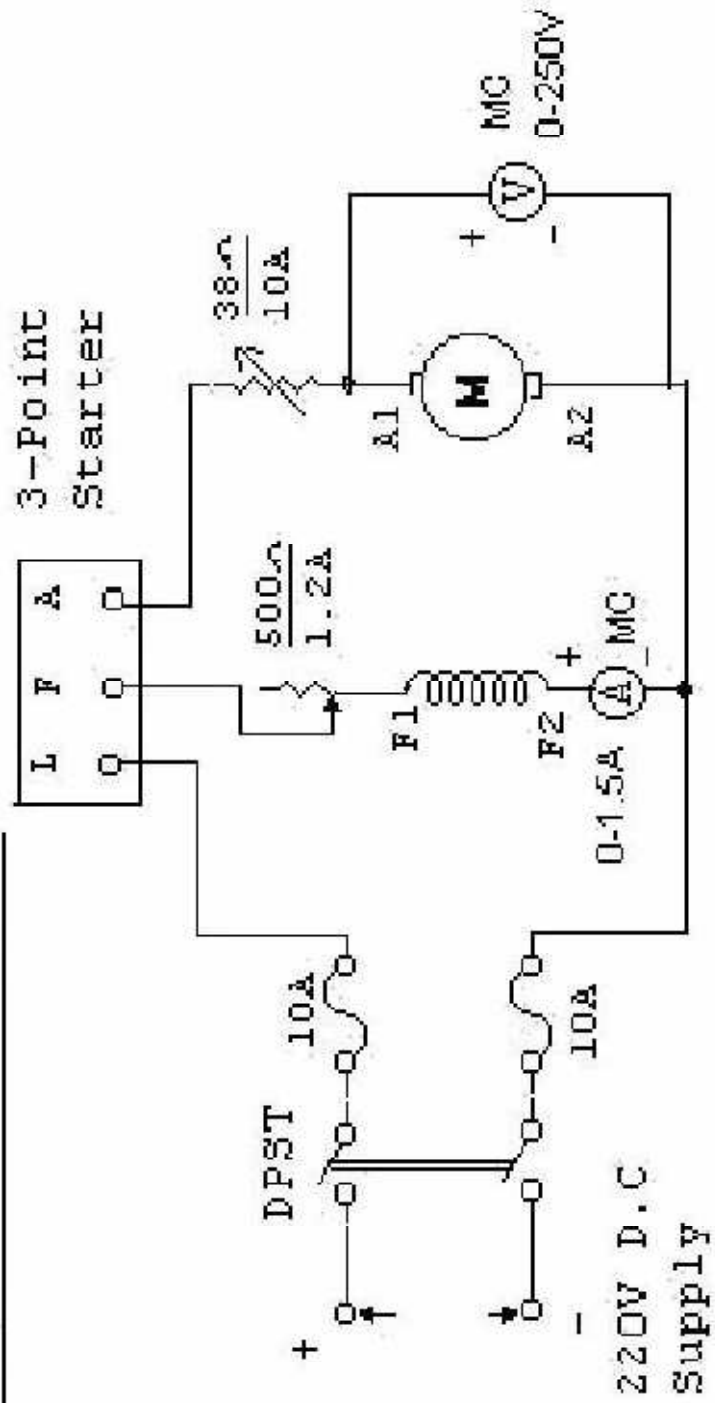 3-Point
Starter
L F A
38Ω
10A
500Ω
1.2A
DPST
10A
10A
+
-
220V D.C
Supply
F1
F2
+
A
-
MC
0-1.5A
A1
M
A2
+
V
-
MC
0-250V